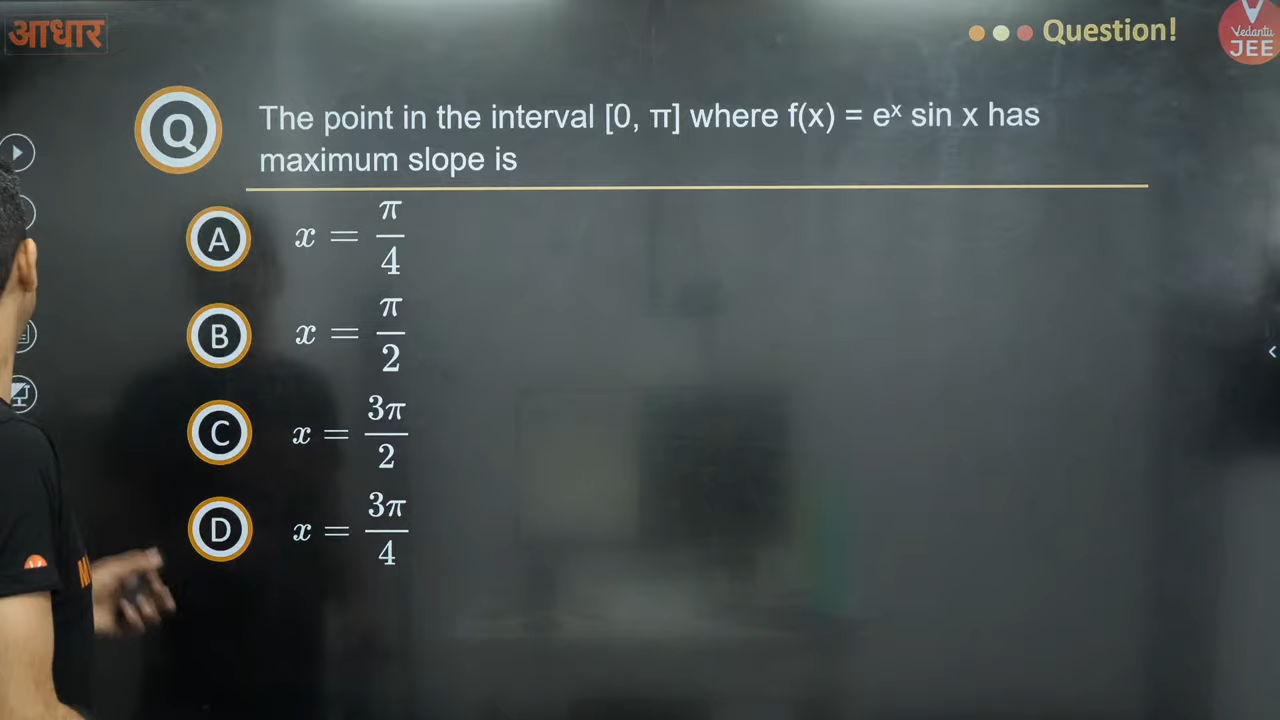 आधार
Question!
Vedantu
JEE
Q
The point in the interval [0, π] where f(x) = eˣ sin x has
maximum slope is
A x = π/4
B x = π/2
C x = 3π/2
D x = 3π/4